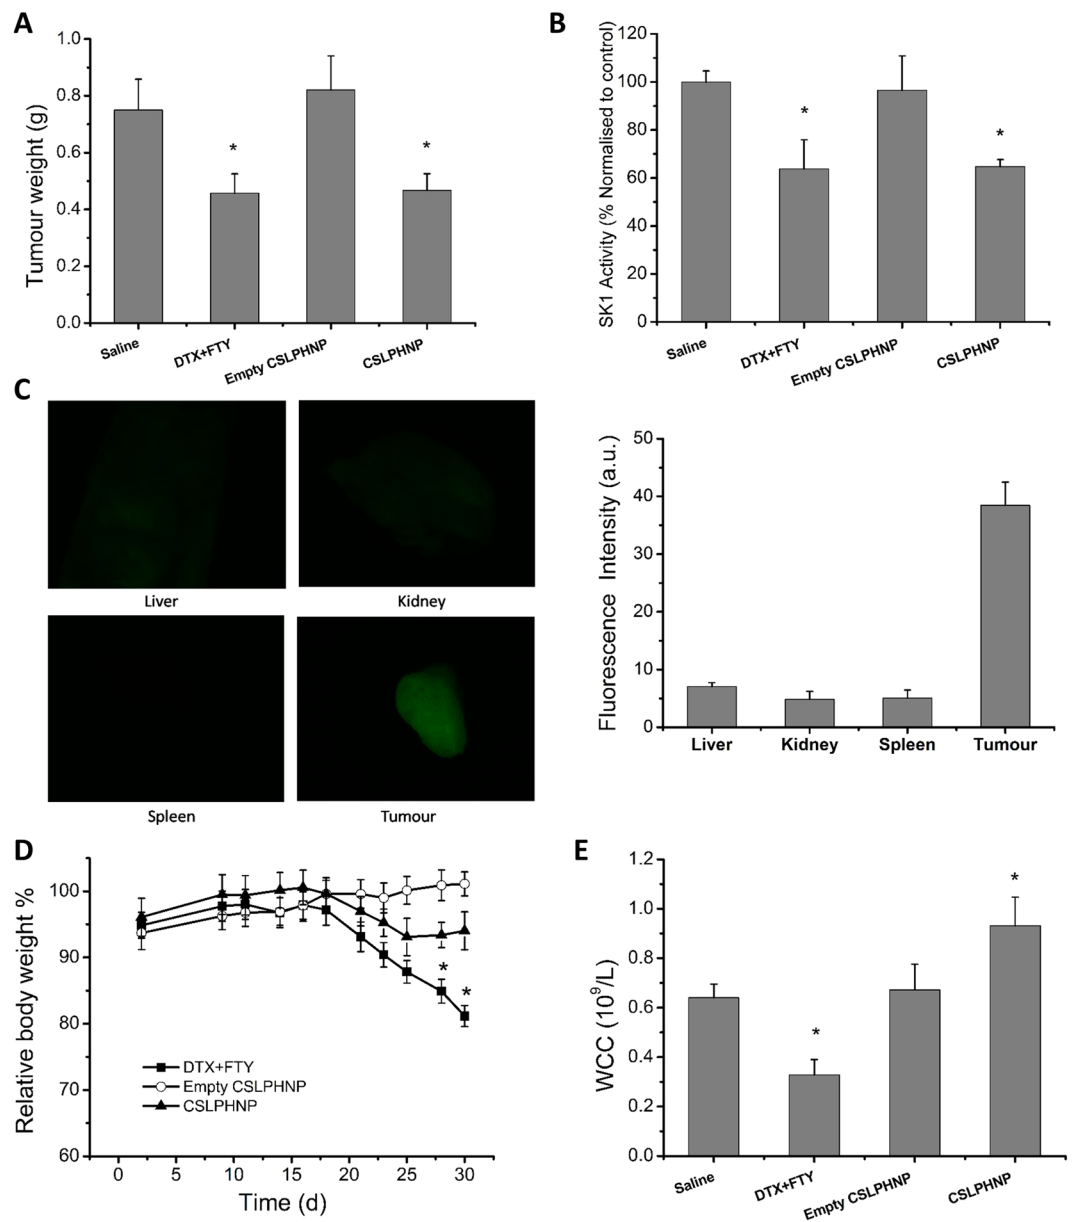 A
Tumour weight (g)
1.0
0.8
0.6
0.4
0.2
0.0
*
*
Saline
DTX+FTY
Empty CSLPHNP
CSLPHNP
B
SK1 Activity (% Normalised to control)
120
100
80
60
40
20
0
*
*
Saline
DTX+FTY
Empty CSLPHNP
CSLPHNP
C
Liver
Kidney
Spleen
Tumour
Fluorescence Intensity (a.u.)
50
40
30
20
10
0
Liver
Kidney
Spleen
Tumour
D
Relative body weight %
100
90
80
70
60
*
*
DTX+FTY
Empty CSLPHNP
CSLPHNP
0
5
10
15
20
25
30
Time (d)
E
WCC (10⁹/L)
1.2
1.0
0.8
0.6
0.4
0.2
0.0
*
*
Saline
DTX+FTY
Empty CSLPHNP
CSLPHNP